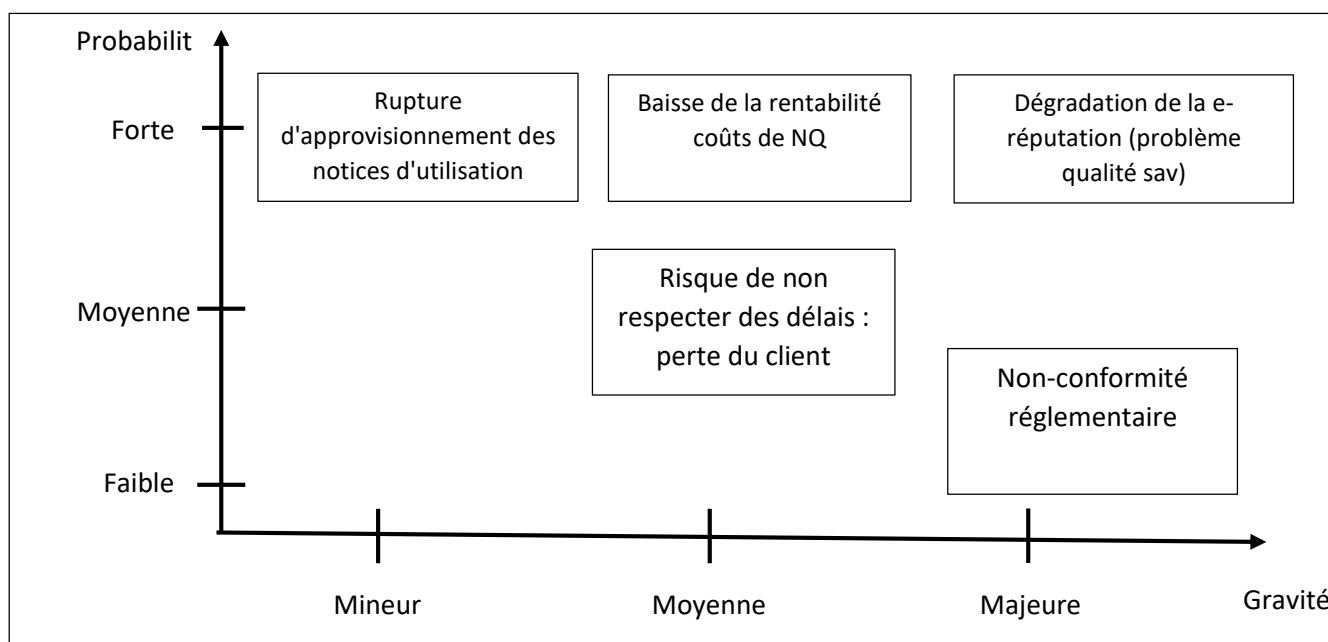 Probabilit
Forte
Rupture
d'approvisionnement des
notices d'utilisation
Baisse de la rentabilité
coûts de NQ
Dégradation de la e-
réputation (problème
qualité sav)
Moyenne
Risque de non
respecter des délais :
perte du client
Non-conformité
réglementaire
Faible
Mineur
Moyenne
Majeure
Gravité